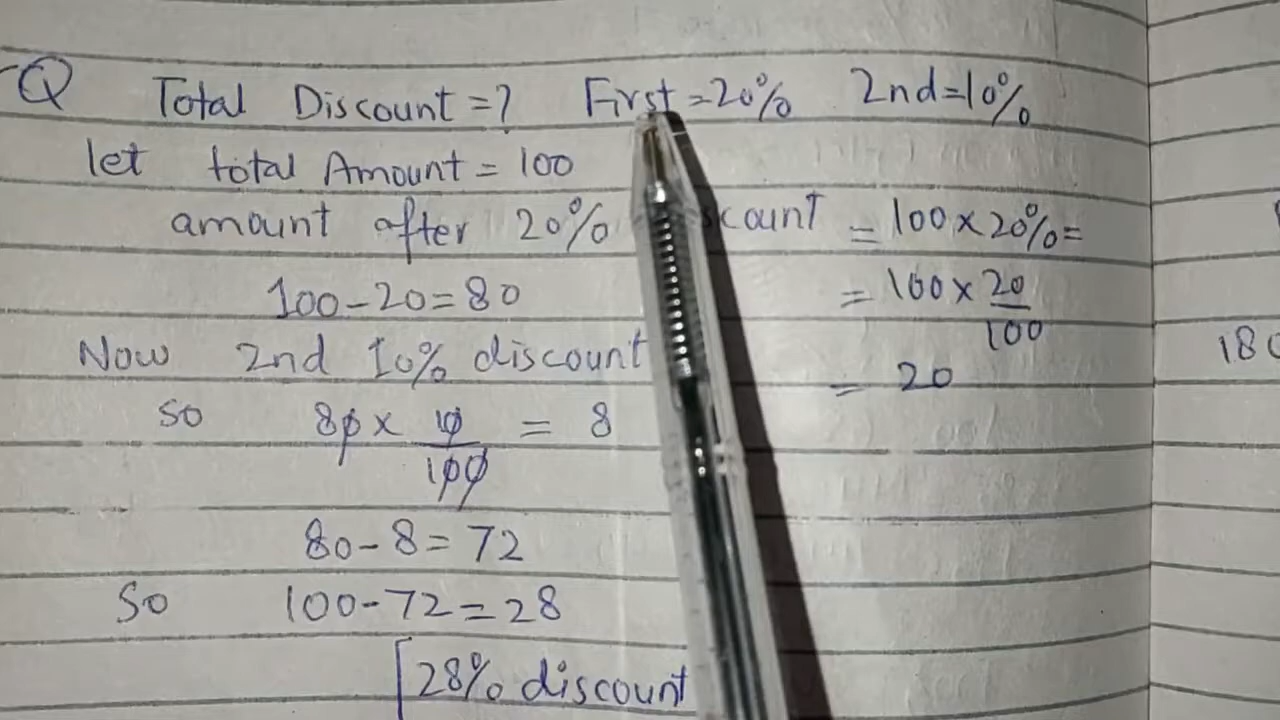 Q Total Discount =? First =20% 2nd=10%
let total Amount = 100
amount after 20% scount = 100 x 20% =
100-20=80 = 100 x 20/100
Now 2nd 10% discount = 20
so 80 x 10/100 = 8
80-8=72
So 100-72=28
[28% discount